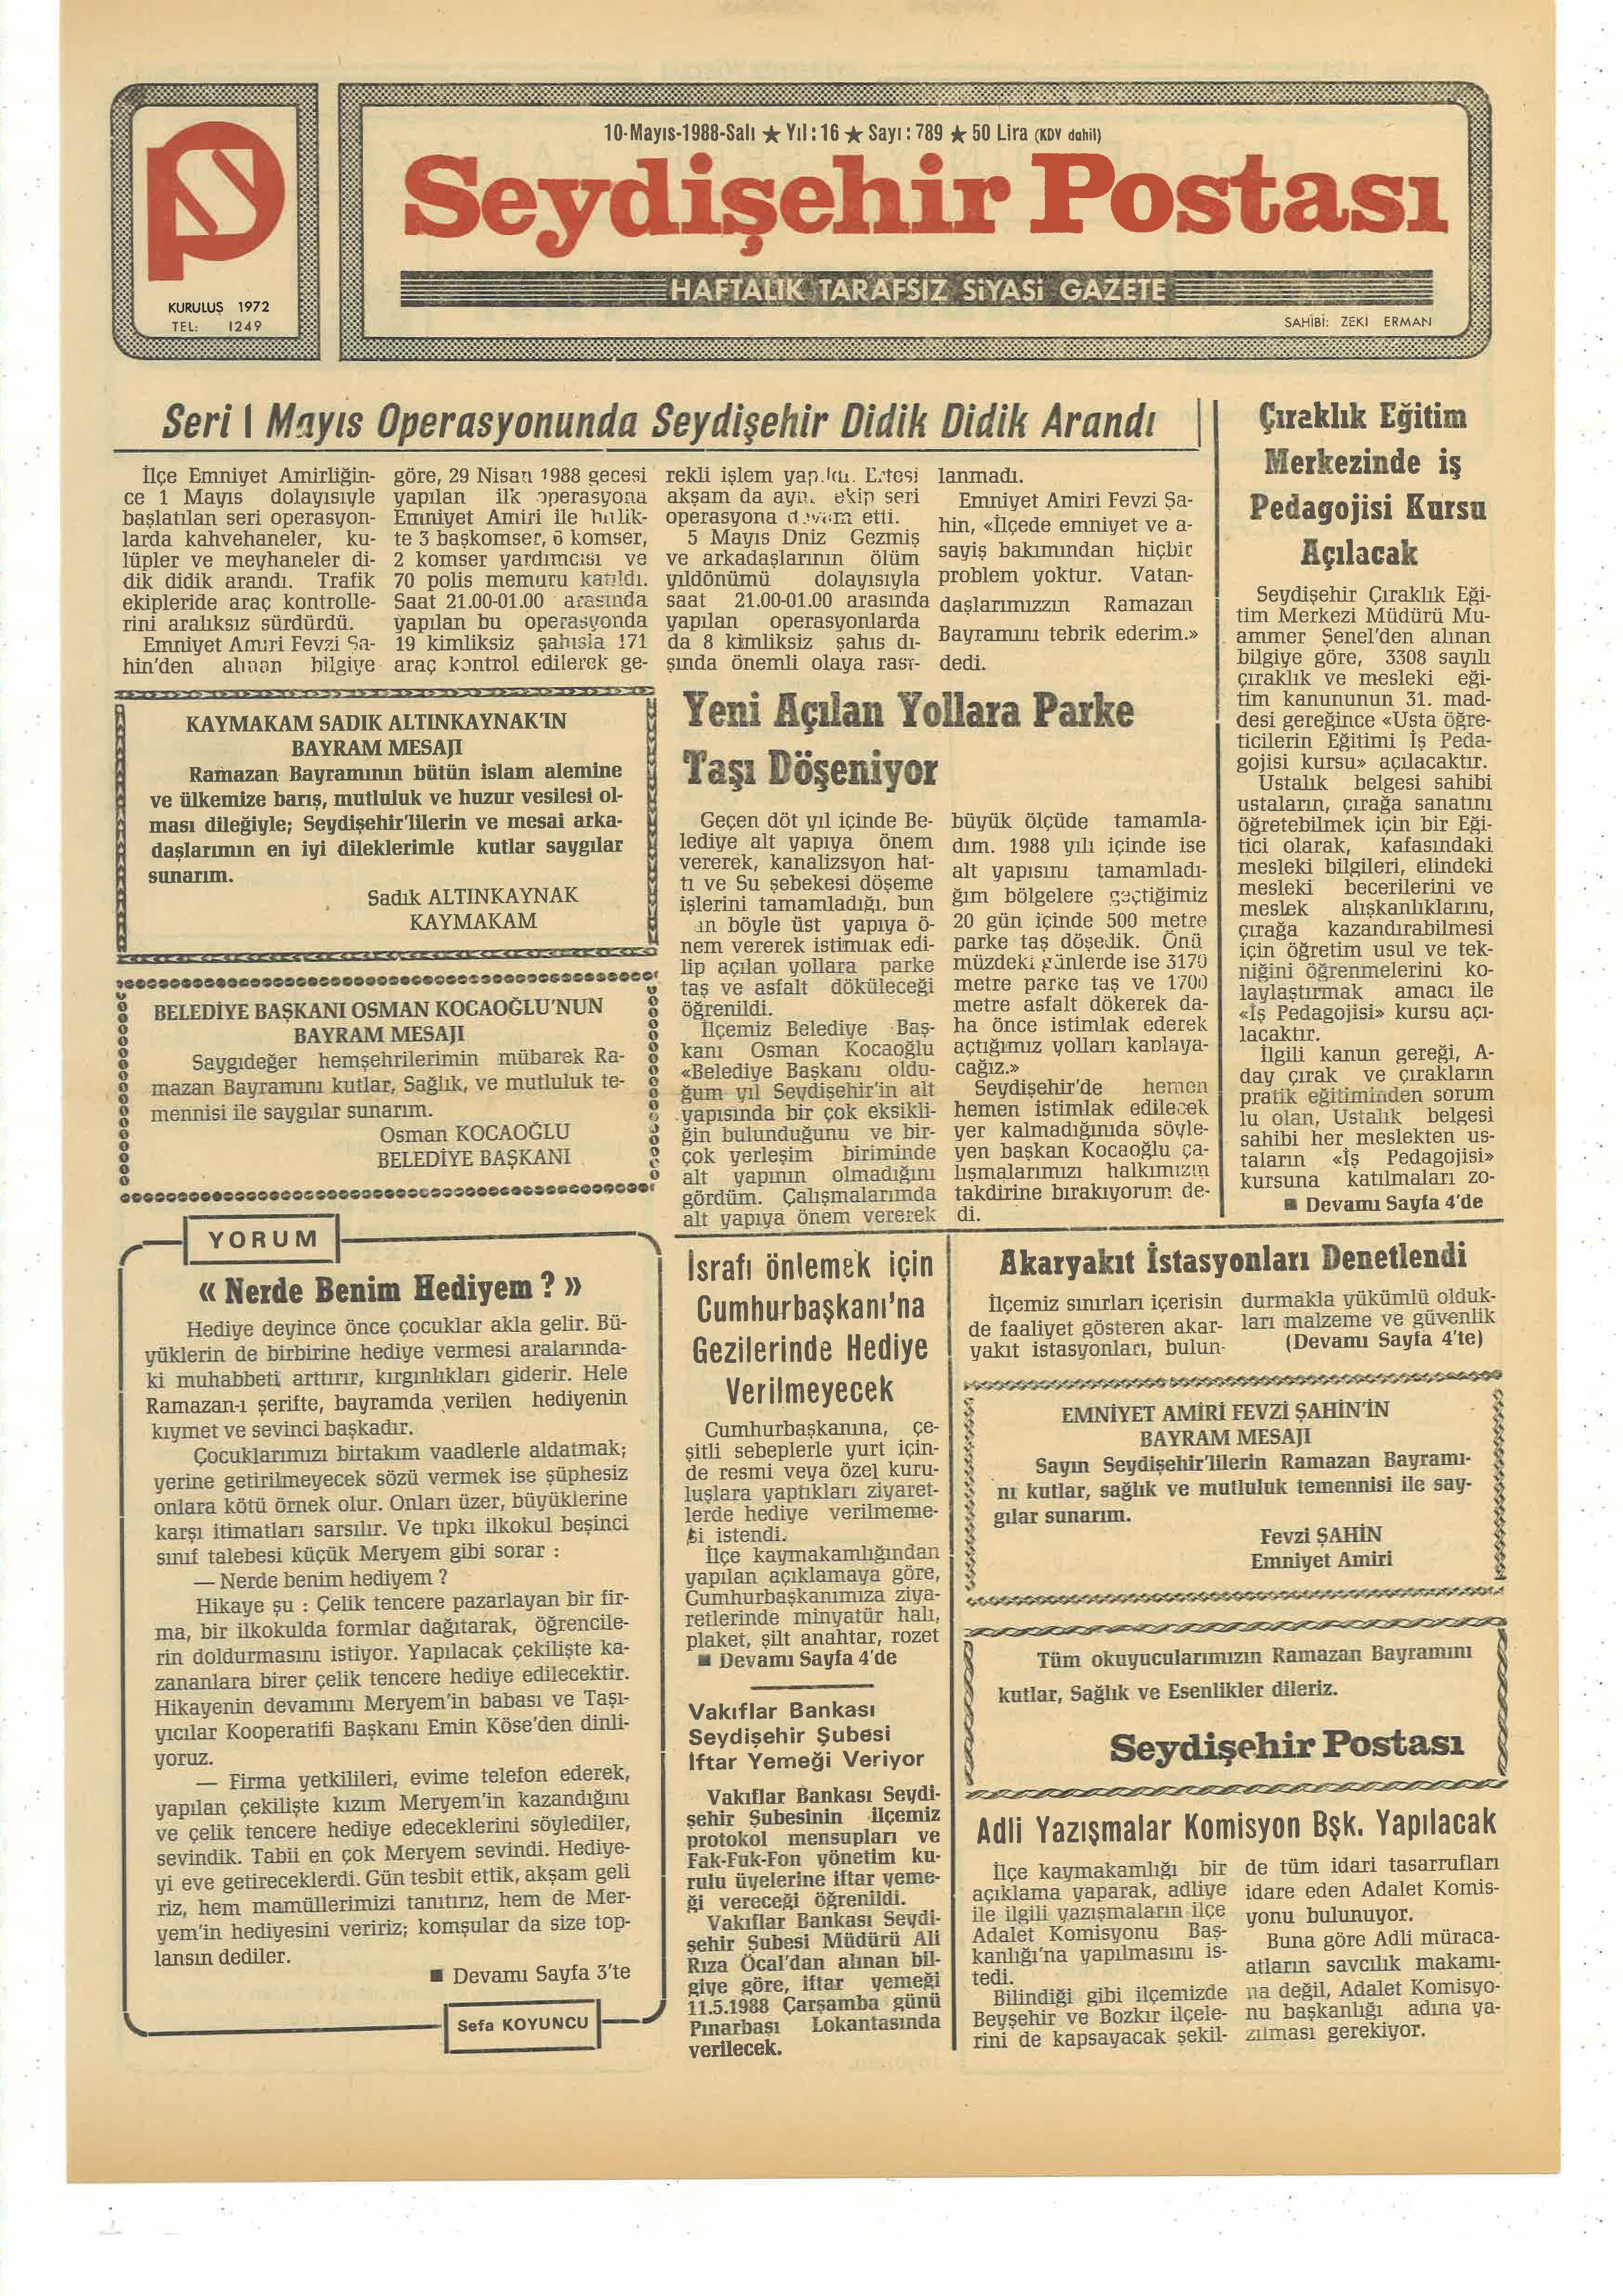 10-Mayıs-1988-Salı ★ Yıl : 16 ★ Sayı : 789 ★ 50 Lira (KDV dahil)
Seydişehir Postası
HAFTALIK TARAFSIZ SİYASİ GAZETE
SAHİBİ: ZEKİ ERMAN
KURULUŞ 1972
TEL: 1249
Seri 1 Mayıs Operasyonunda Seydişehir Didik Didik Arandı
İlçe Emniyet Amirliğin-
ce 1 Mayıs dolayısıyle
başlatılan seri operasyon-
larda kahvehaneler, ku-
lüpler ve meyhaneler di-
dik didik arandı. Trafik
ekipleride araç kontrolle-
rini aralıksız sürdürdü.
Emniyet Amiri Fevzi Şa-
hin'den alınan bilgiye
göre, 29 Nisan 1988 gecesi
yapılan ilk operasyona
Emniyet Amiri ile birlik-
te 3 başkomser, 6 komser,
2 komser yardımcısı ve
70 polis memuru katıldı.
Saat 21.00-01.00 arasında
yapılan bu operasyonda
19 kimliksiz şahısla 171
araç kontrol edilerek ge-
rekli işlem Ertesi
akşam da aynı ekip seri
operasyona devam etti.
5 Mayıs Dniz Gezmiş
ve arkadaşlarının ölüm
yıldönümü dolayısıyla
saat 21.00-01.00 arasında
yapılan operasyonlarda
da 8 kimliksiz şahıs dı-
şında önemli olaya rast-
lanmadı.
Emniyet Amiri Fevzi Şa-
hin, «İlçede emniyet ve a-
sayiş bakımından hiçbir
problem yoktur. Vatan-
daşlarımızzın Ramazan
Bayramını tebrik ederim.»
dedi.
KAYMAKAM SADIK ALTINKAYNAK'IN
BAYRAM MESAJI
Ramazan Bayramının bütün islam alemine
ve ülkemize barış, mutluluk ve huzur vesilesi ol-
ması dileğiyle; Seydişehir'lilerin ve mesai arka-
daşlarımın en iyi dileklerimle kutlar saygılar
sunarım.
Sadık ALTINKAYNAK
KAYMAKAM
BELEDİYE BAŞKANI OSMAN KOCAOĞLU'NUN
BAYRAM MESAJI
Saygıdeğer hemşehrilerimin mübarek Ra-
mazan Bayramını kutlar, Sağlık, ve mutluluk te-
mennisi ile saygılar sunarım.
Osman KOCAOĞLU
BELEDİYE BAŞKANI
Yeni Açılan Yollara Parke
Taşı Döşeniyor
Geçen döt yıl içinde Be-
lediye alt yapıya önem
vererek, kanalizsyon hat-
tı ve Su şebekesi döşeme
işlerini tamamladığı, bun
ın böyle üst yapıya ö-
nem vererek istimlak edi-
lip açılan yollara parke
taş ve asfalt döküleceği
öğrenildi.
İlçemiz Belediye Baş-
kanı Osman Kocaoğlu
«Belediye Başkanı oldu-
ğum yıl Seydişehir'in alt
yapısında bir çok eksikli-
ğin bulunduğunu ve bir-
çok yerleşim biriminde
alt yapının olmadığını
gördüm. Çalışmalarımda
alt yapıya önem vererek
büyük ölçüde tamamla-
dım. 1988 yılı içinde ise
alt yapısını tamamladı-
ğım bölgelere geçtiğimiz
20 gün içinde 500 metre
parke taş döşedik. Önü
müzdeki günlerde ise 3170
metre parke taş ve 1700
metre asfalt dökerek da-
ha önce istimlak ederek
açtığımız yolları kaplaya-
cağız.»
Seydişehir'de hemen
hemen istimlak edilecek
yer kalmadığınıda söyle-
yen başkan Kocaoğlu ça-
lışmalarımızı halkımızın
takdirine bırakıyorum de-
di.
Çıraklık Eğitim
Merkezinde iş
Pedagojisi Kursu
Açılacak
Seydişehir Çıraklık Eği-
tim Merkezi Müdürü Mu-
ammer Şenel'den alınan
bilgiye göre, 3308 sayılı
çıraklık ve mesleki eği-
tim kanununun 31. mad-
desi gereğince «Usta öğre-
ticilerin Eğitimi İş Peda-
gojisi kursu» açılacaktır.
Ustalık belgesi sahibi
ustaların, çırağa sanatını
öğretebilmek için bir Eği-
tici olarak, kafasındaki
mesleki bilgileri, elindeki
mesleki becerilerini ve
meslek alışkanlıklarını,
çırağa kazandırabilmesi
için öğretim usul ve tek-
niğini öğrenmelerini ko-
laylaştırmak amacı ile
«İş Pedagojisi» kursu açı-
lacaktır.
İlgili kanun gereği, A-
day çırak ve çırakların
pratik eğitiminden sorum
lu olan, Ustalık belgesi
sahibi her meslekten us-
taların «İş Pedagojisi»
kursuna katılmaları zo-
■ Devamı Sayfa 4'de
YORUM
« Nerde Benim Hediyem ? »
Hediye deyince önce çocuklar akla gelir. Bü-
yüklerin de birbirine hediye vermesi aralarında-
ki muhabbeti arttırır, kırgınlıkları giderir. Hele
Ramazan-ı şerifte, bayramda verilen hediyenin
kıymet ve sevinci başkadır.
Çocuklarımızı birtakım vaadlerle aldatmak;
yerine getirilmeyecek sözü vermek ise şüphesiz
onlara kötü örnek olur. Onları üzer, büyüklerine
karşı itimatları sarsılır. Ve tıpkı ilkokul beşinci
sınıf talebesi küçük Meryem gibi sorar :
— Nerde benim hediyem ?
Hikaye şu : Çelik tencere pazarlayan bir fir-
ma, bir ilkokulda formlar dağıtarak, öğrencile-
rin doldurmasını istiyor. Yapılacak çekilişte ka-
zananlara birer çelik tencere hediye edilecektir.
Hikayenin devamını Meryem'in babası ve Taşı-
yıcılar Kooperatifi Başkanı Emin Köse'den dinli-
yoruz.
— Firma yetkilileri, evime telefon ederek,
yapılan çekilişte kızım Meryem'in kazandığını
ve çelik tencere hediye edeceklerini söylediler,
sevindik. Tabii en çok Meryem sevindi. Hediye-
yi eve getireceklerdi. Gün tesbit ettik, akşam geli
riz, hem mamüllerimizi tanıtırız, hem de Mer-
yem'in hediyesini veririz; komşular da size top-
lansın dediler.
■ Devamı Sayfa 3'te
Sefa KOYUNCU
İsrafı önlemek için
Cumhurbaşkanı'na
Gezilerinde Hediye
Verilmeyecek
Cumhurbaşkanına, çe-
şitli sebeplerle yurt için-
de resmi veya özel kuru-
luşlara yaptıkları ziyaret-
lerde hediye verilmeme-
si istendi.
İlçe kaymakamlığından
yapılan açıklamaya göre,
Cumhurbaşkanımıza ziya-
retlerinde minyatür halı,
plaket, şilt anahtar, rozet
■ Devamı Sayfa 4'de
Vakıflar Bankası
Seydişehir Şubesi
İftar Yemeği Veriyor
Vakıflar Bankası Seydi-
şehir Şubesinin ilçemiz
protokol mensupları ve
Fak-Fuk-Fon yönetim ku-
rulu üyelerine iftar yeme-
ği vereceği öğrenildi.
Vakıflar Bankası Seydi-
şehir Şubesi Müdürü Ali
Rıza Öcal'dan alınan bil-
giye göre, iftar yemeği
11.5.1988 Çarşamba günü
Pınarbaşı Lokantasında
verilecek.
Akaryakıt İstasyonları Denetlendi
İlçemiz sınırları içerisin
de faaliyet gösteren akar-
yakıt istasyonları, bulun-
durmakla yükümlü olduk-
ları malzeme ve güvenlik
(Devamı Sayfa 4'te)
EMNİYET AMİRİ FEVZİ ŞAHİN'İN
BAYRAM MESAJI
Sayın Seydişehir'lilerin Ramazan Bayramı-
nı kutlar, sağlık ve mutluluk temennisi ile say-
gılar sunarım.
Fevzi ŞAHİN
Emniyet Amiri
Tüm okuyucularımızın Ramazan Bayramını
kutlar, Sağlık ve Esenlikler dileriz.
Seydişehir Postası
Adli Yazışmalar Komisyon Bşk. Yapılacak
İlçe kaymakamlığı bir
açıklama yaparak, adliye
ile ilgili yazışmaların ilçe
Adalet Komisyonu Baş-
kanlığı'na yapılmasını is-
tedi.
Bilindiği gibi ilçemizde
Beyşehir ve Bozkır ilçele-
rini de kapsayacak şekil-
de tüm idari tasarrufları
idare eden Adalet Komis-
yonu bulunuyor.
Buna göre Adli müraca-
atların savcılık makamı-
na değil, Adalet Komisyo-
nu başkanlığı adına ya-
zılması gerekiyor.